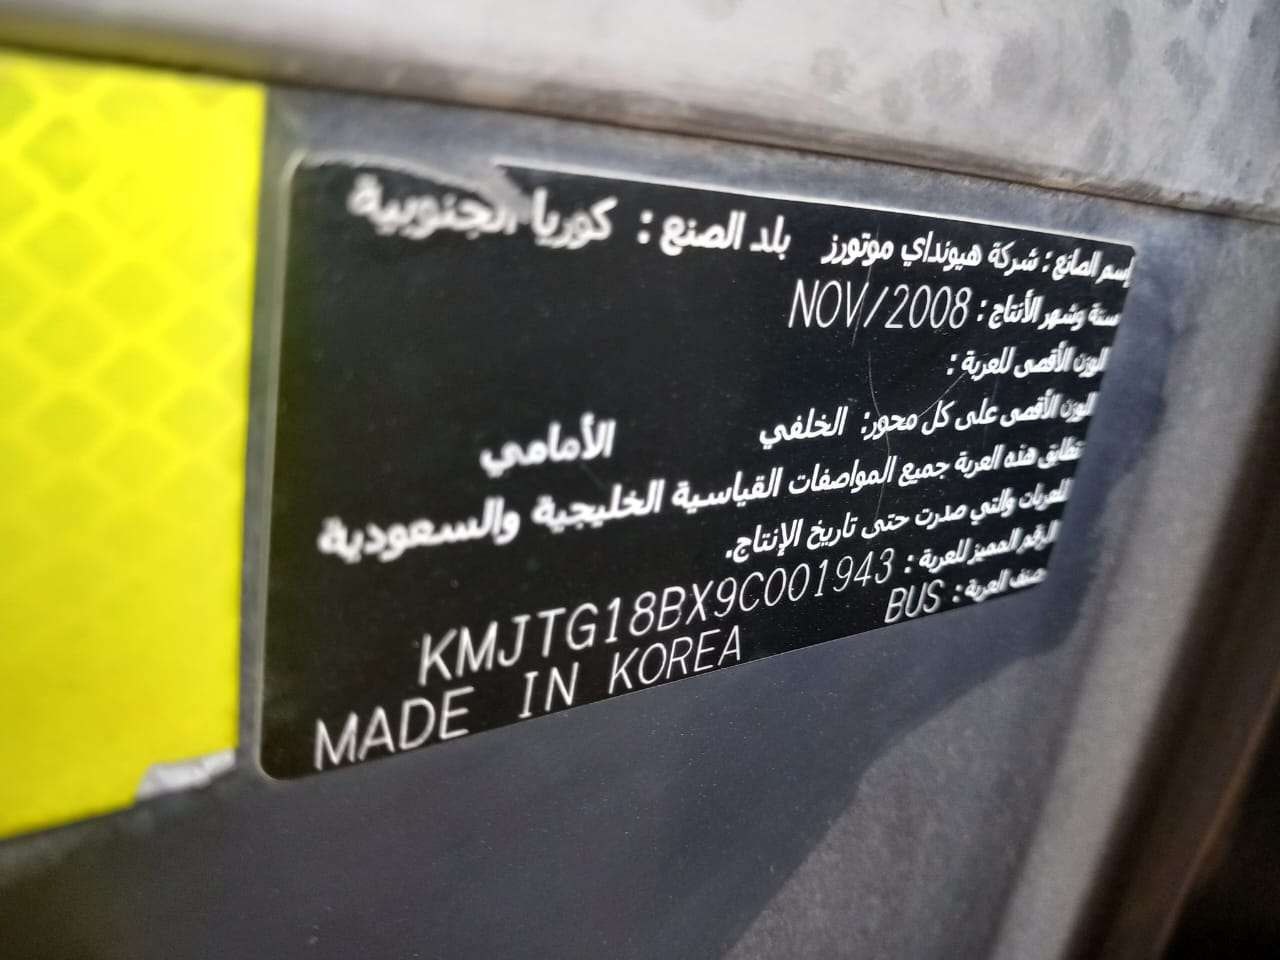 إسم الصانع : شركة هيونداي موتورز بلد الصنع : كوريا الجنوبية
سنة وشهر الأنتاج : NOV/2008
الوزن الأقصى للعربة :
الوزن الأقصى على كل محور: الخلفي الأمامي
تطابق هذه العربة جميع المواصفات القياسية الخليجية والسعودية
للعربات والتي صدرت حتى تاريخ الإنتاج.
الرقم المميز للعربة : KMJTG18BX9C001943
صنف العربة : BUS
MADE IN KOREA